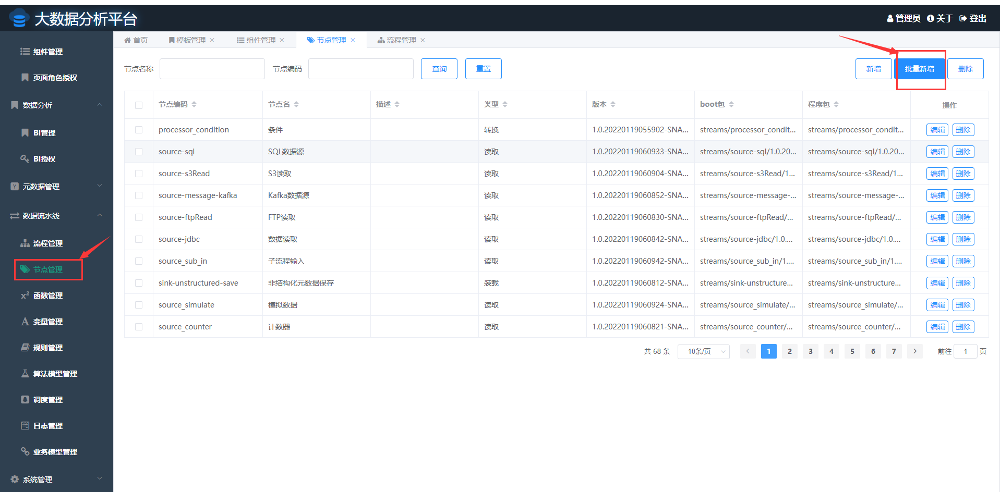 大数据分析平台
管理员 关于 登出
组件管理
页面角色授权
数据分析
BI管理
BI授权
元数据管理
数据流水线
流程管理
节点管理
函数管理
变量管理
规则管理
算法模型管理
调度管理
日志管理
业务模型管理
系统管理
首页 模板管理 组件管理 节点管理 流程管理
节点名称 节点编码 查询 重置 新增 批量新增 删除
节点编码 节点名 描述 类型 版本 boot包 程序包 操作
processor_condition 条件 转换 1.0.20220119055902-SNA... streams/processor_condit... streams/processor_condit... 编辑 删除
source-sql SQL数据源 读取 1.0.20220119060933-SNA... streams/source-sql/1.0.20... streams/source-sql/1.0.20... 编辑 删除
source-s3Read S3读取 读取 1.0.20220119060904-SNA... streams/source-s3Read/1... streams/source-s3Read/1... 编辑 删除
source-message-kafka Kafka数据源 读取 1.0.20220119060852-SNA... streams/source-message-... streams/source-message-... 编辑 删除
source-ftpRead FTP读取 读取 1.0.20220119060830-SNA... streams/source-ftpRead/... streams/source-ftpRead/... 编辑 删除
source-jdbc 数据读取 读取 1.0.20220119060842-SNA... streams/source-jdbc/1.0.... streams/source-jdbc/1.0.... 编辑 删除
source_sub_in 子流程输入 读取 1.0.20220119060942-SNA... streams/source_sub_in/1.... streams/source_sub_in/1.... 编辑 删除
sink-unstructured-save 非结构化元数据保存 装载 1.0.20220119060812-SNA... streams/sink-unstructure... streams/sink-unstructure... 编辑 删除
source_simulate 模拟数据 读取 1.0.20220119060924-SNA... streams/source_simulate/... streams/source_simulate/... 编辑 删除
source_counter 计数器 读取 1.0.20220119060821-SNA... streams/source_counter/... streams/source_counter/... 编辑 删除
共 68 条 10条/页 1 2 3 4 5 6 7 前往 1 页